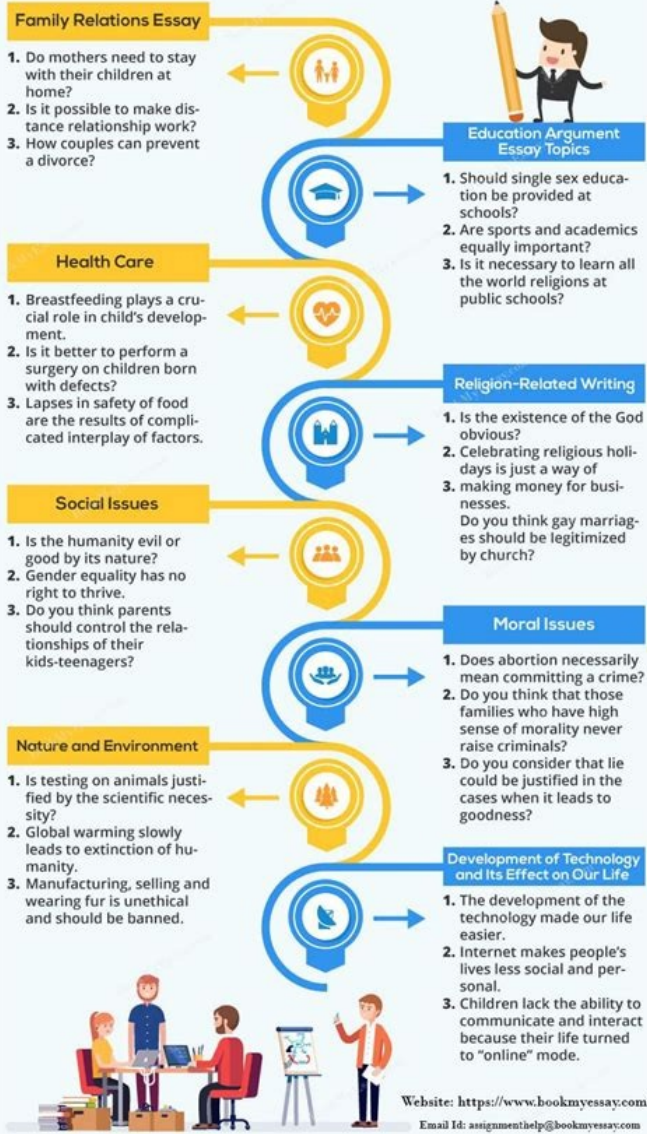 Family Relations Essay
1. Do mothers need to stay
with their children at
home?
2. Is it possible to make dis-
tance relationship work?
3. How couples can prevent
a divorce?
Education Argument
Essay Topics
1. Should single sex educa-
tion be provided at
schools?
2. Are sports and academics
equally important?
3. Is it necessary to learn all
the world religions at
public schools?
Health Care
1. Breastfeeding plays a cru-
cial role in child's develop-
ment.
2. Is it better to perform a
surgery on children born
with defects?
3. Lapses in safety of food
are the results of compli-
cated interplay of factors.
Religion-Related Writing
1. Is the existence of the God
obvious?
2. Celebrating religious holi-
days is just a way of
3. making money for busi-
nesses.
Do you think gay marriag-
es should be legitimized
by church?
Social Issues
1. Is the humanity evil or
good by its nature?
2. Gender equality has no
right to thrive.
3. Do you think parents
should control the rela-
tionships of their
kids-teenagers?
Moral Issues
1. Does abortion necessarily
mean committing a crime?
2. Do you think that those
families who have high
sense of morality never
raise criminals?
3. Do you consider that lie
could be justified in the
cases when it leads to
goodness?
Nature and Environment
1. Is testing on animals justi-
fied by the scientific neces-
sity?
2. Global warming slowly
leads to extinction of hu-
manity.
3. Manufacturing, selling and
wearing fur is unethical
and should be banned.
Development of Technology
and Its Effect on Our Life
1. The development of the
technology made our life
easier.
2. Internet makes people's
lives less social and per-
sonal.
3. Children lack the ability to
communicate and interact
because their life turned
to "online" mode.
Website: https://www.bookmyessay.com
Email Id: assignmenthelp@bookmyessay.com